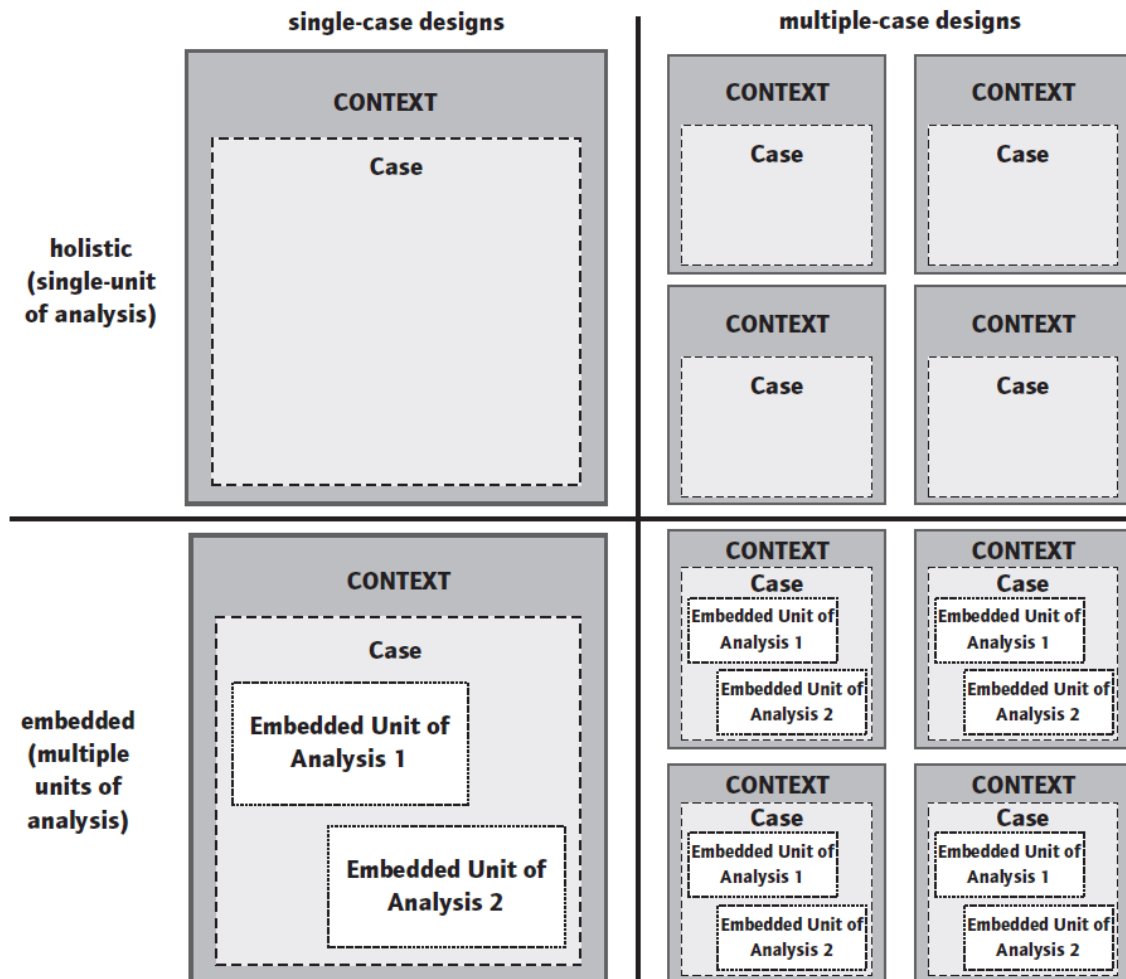 single-case designs
multiple-case designs
holistic
(single-unit
of analysis)
CONTEXT
Case
CONTEXT
Case
CONTEXT
Case
CONTEXT
Case
CONTEXT
Case
embedded
(multiple
units of
analysis)
CONTEXT
Case
Embedded Unit of
Analysis 1
Embedded Unit of
Analysis 2
CONTEXT
Case
Embedded Unit of
Analysis 1
Embedded Unit of
Analysis 2
CONTEXT
Case
Embedded Unit of
Analysis 1
Embedded Unit of
Analysis 2
CONTEXT
Case
Embedded Unit of
Analysis 1
Embedded Unit of
Analysis 2
CONTEXT
Case
Embedded Unit of
Analysis 1
Embedded Unit of
Analysis 2